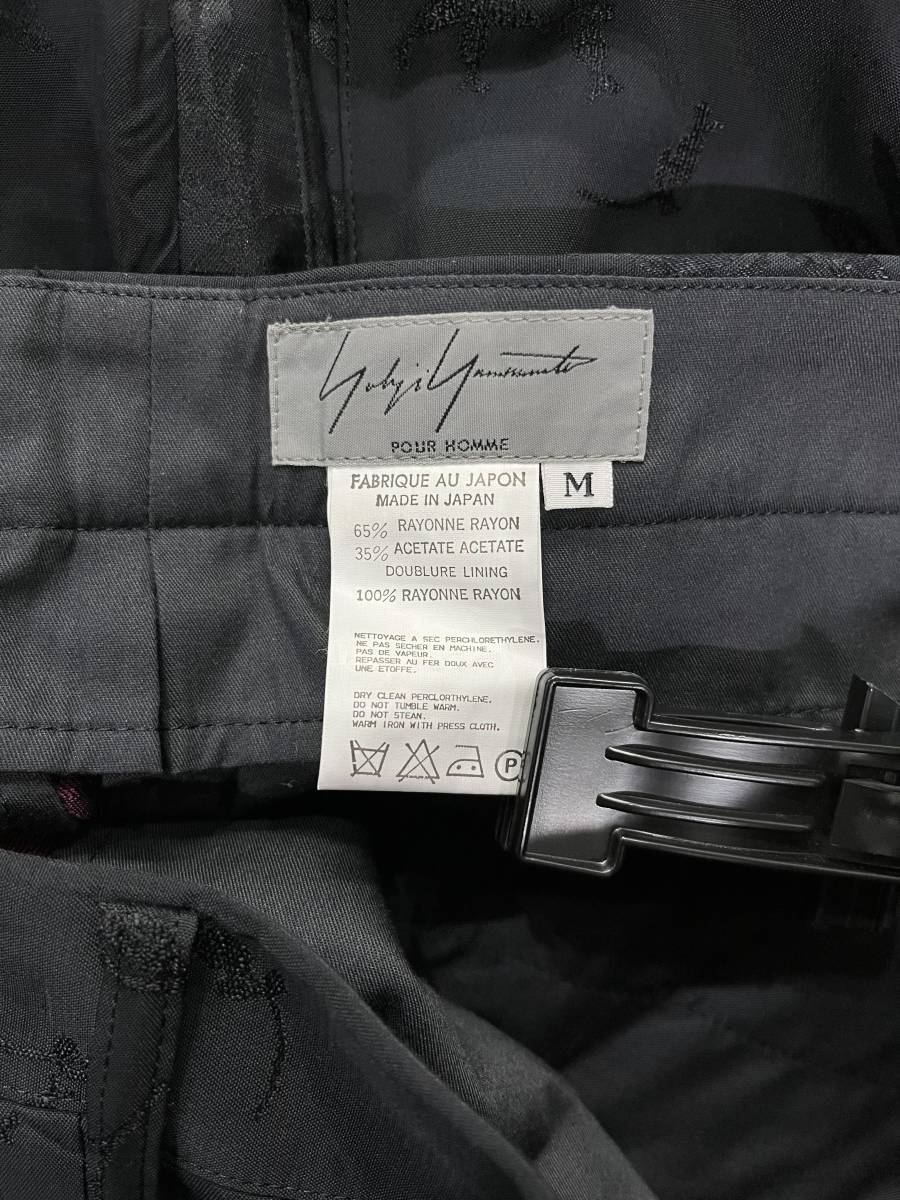 Yohji Yamamoto
POUR HOMME
M
FABRIQUE AU JAPON
MADE IN JAPAN
65% RAYONNE RAYON
35% ACETATE ACETATE
DOUBLURE LINING
100% RAYONNE RAYON
NETTOYAGE A SEC PERCHLORETHYLENE.
NE PAS SECHER EN MACHINE.
PAS DE VAPEUR.
REPASSER AU FER DOUX AVEC
UNE ETOFFE.
DRY CLEAN PERCLORTHYLENE.
DO NOT TUMBLE WARM.
DO NOT STEAN.
WARM IRON WITH PRESS CLOTH.
P